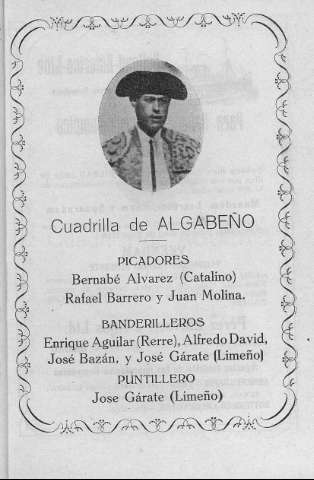 Cuadrilla de ALGABEÑO
PICADORES
Bernabé Alvarez (Catalino)
Rafael Barrero y Juan Molina.
BANDERILLEROS
Enrique Aguilar (Rerre), Alfredo David,
José Bazán, y José Gárate (Limeño)
PUNTILLERO
Jose Gárate (Limeño)